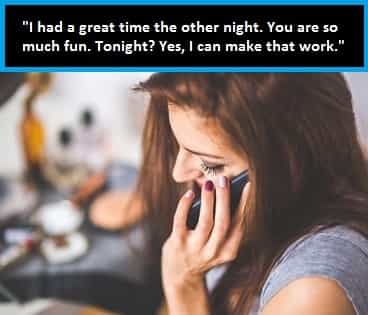 "I had a great time the other night. You are so
much fun. Tonight? Yes, I can make that work."